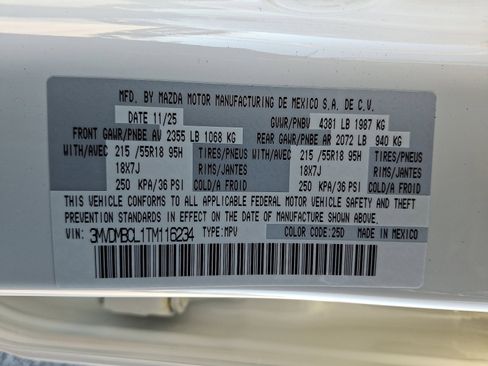 MFD. BY MAZDA MOTOR MANUFACTURING DE MEXICO S.A. DE C.V.
DATE 11/25 GVWR/PNBV 4381 LB 1987 KG
FRONT GAWR/PNBE AV 2355 LB 1068 KG REAR GAWR/PNBE AR 2072 LB 940 KG
WITH/AVEC 215 /55R18 95H TIRES/PNEUS WITH/AVEC 215 /55R18 95H TIRES/PNEUS
18X7J RIMS/JANTES 18X7J RIMS/JANTES
250 KPA/36 PSI COLD/A FROID 250 KPA/36 PSI COLD/A FROID
THIS VEHICLE CONFORMS TO ALL APPLICABLE FEDERAL MOTOR VEHICLE SAFETY
STANDARDS IN EFFECT ON THE DATE OF MANUFACTURE SHOWN ABOVE.
VIN: 3MVDMBCL1TM116234 TYPE:MPV COLOR CODE:25D MADE IN MEXICO